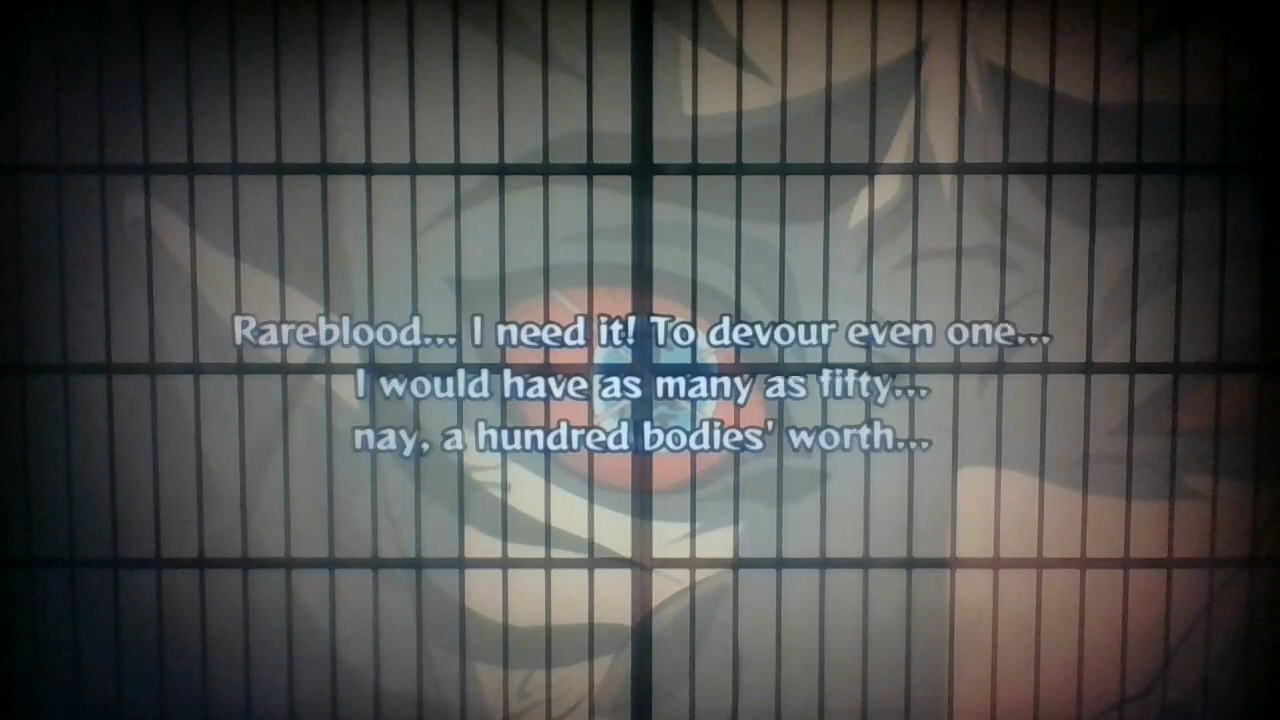 Rareblood... I need it! To devour even one...
I would have as many as fifty...
nay, a hundred bodies' worth...